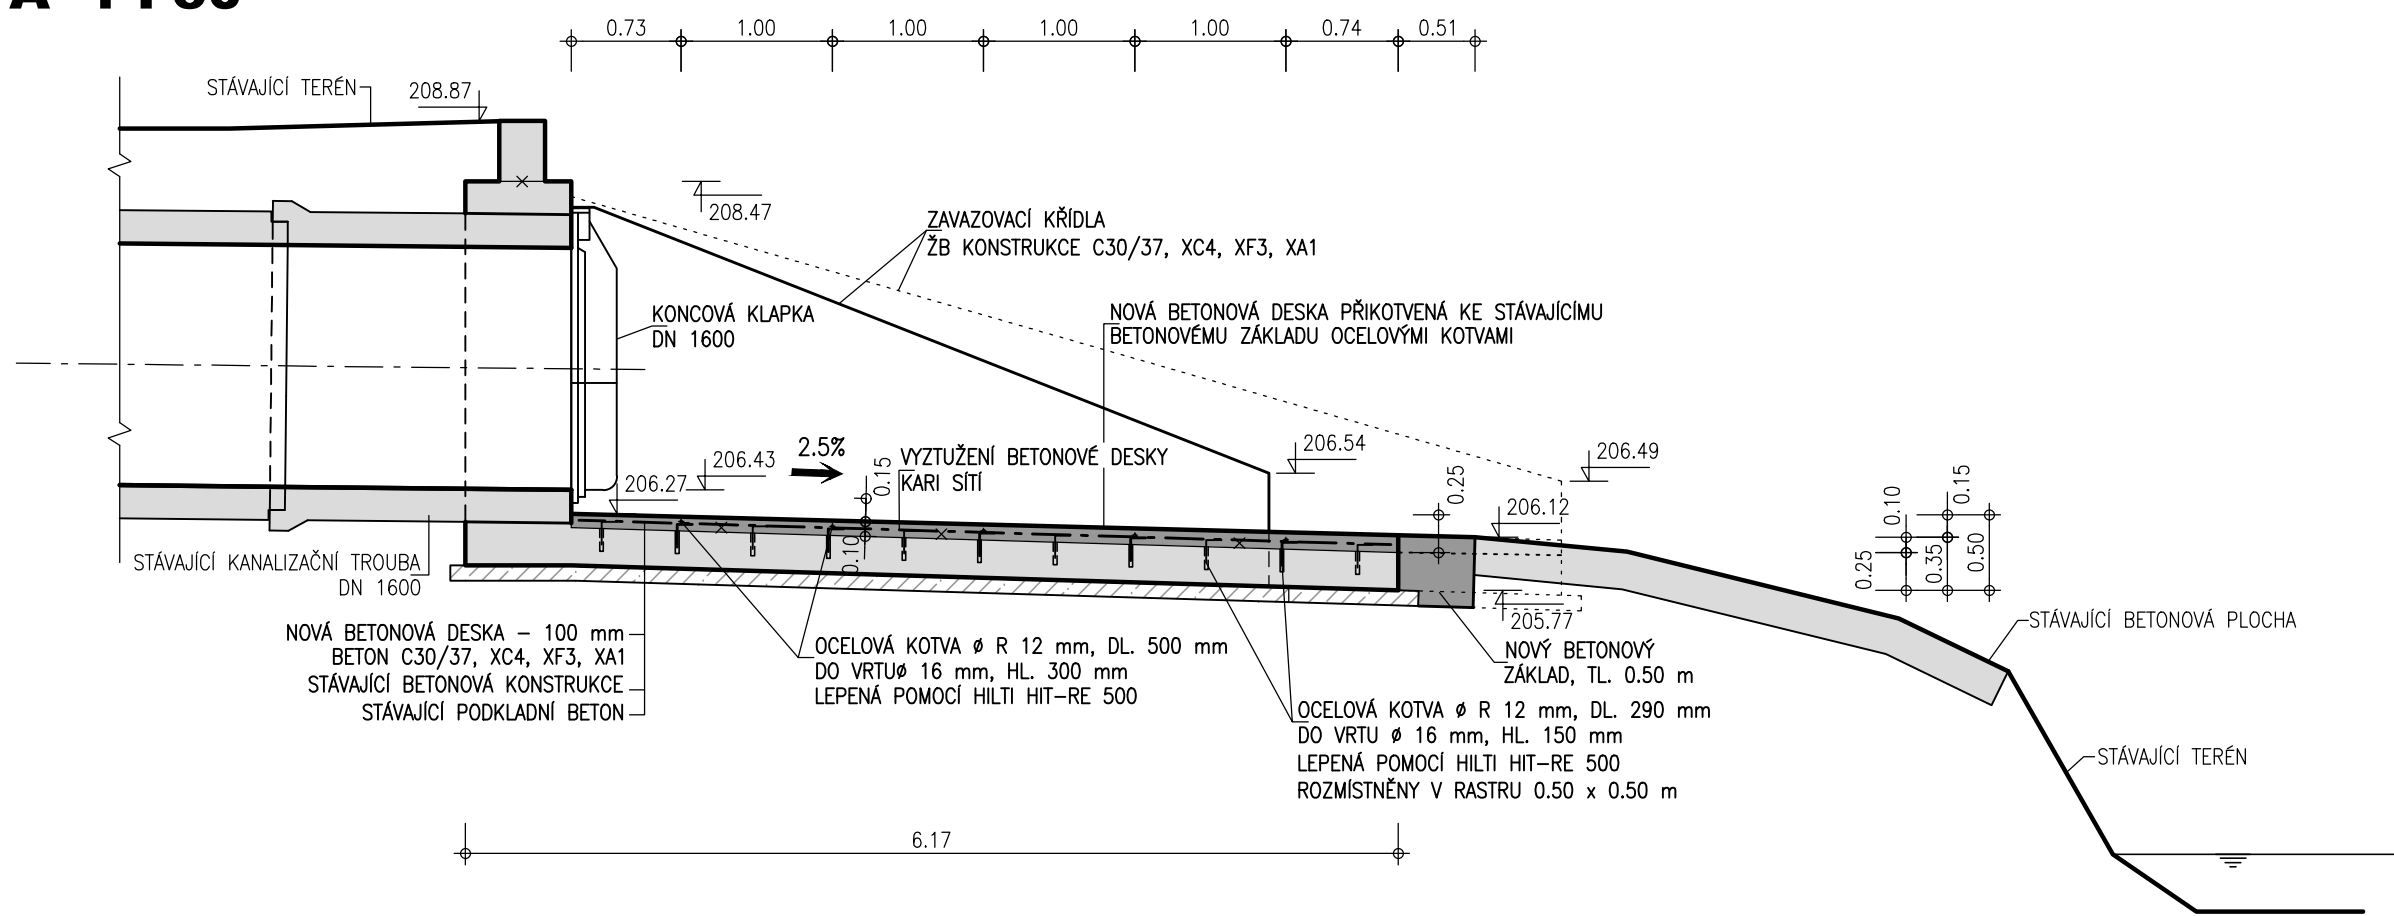 0.73 1.00 1.00 1.00 1.00 0.74 0.51
STÁVAJÍCÍ TERÉN
208.87
208.47
ZAVAZOVACÍ KŘÍDLA
ŽB KONSTRUKCE C30/37, XC4, XF3, XA1
KONCOVÁ KLAPKA
DN 1600
NOVÁ BETONOVÁ DESKA PŘIKOTVENÁ KE STÁVAJÍCÍMU
BETONOVÉMU ZÁKLADU OCELOVÝMI KOTVAMI
2.5%
206.43
206.27
0.15
0.10
VYZTUŽENÍ BETONOVÉ DESKY
KARI SÍTÍ
206.54
206.49
0.25
206.12
205.77
0.10
0.15
0.25
0.35
0.50
STÁVAJÍCÍ KANALIZAČNÍ TROUBA
DN 1600
NOVÁ BETONOVÁ DESKA – 100 mm
BETON C30/37, XC4, XF3, XA1
STÁVAJÍCÍ BETONOVÁ KONSTRUKCE
STÁVAJÍCÍ PODKLADNÍ BETON
OCELOVÁ KOTVA ø R 12 mm, DL. 500 mm
DO VRTUø 16 mm, HL. 300 mm
LEPENÁ POMOCÍ HILTI HIT–RE 500
NOVÝ BETONOVÝ
ZÁKLAD, TL. 0.50 m
STÁVAJÍCÍ BETONOVÁ PLOCHA
OCELOVÁ KOTVA ø R 12 mm, DL. 290 mm
DO VRTU ø 16 mm, HL. 150 mm
LEPENÁ POMOCÍ HILTI HIT–RE 500
ROZMÍSTNĚNY V RASTRU 0.50 x 0.50 m
STÁVAJÍCÍ TERÉN
6.17